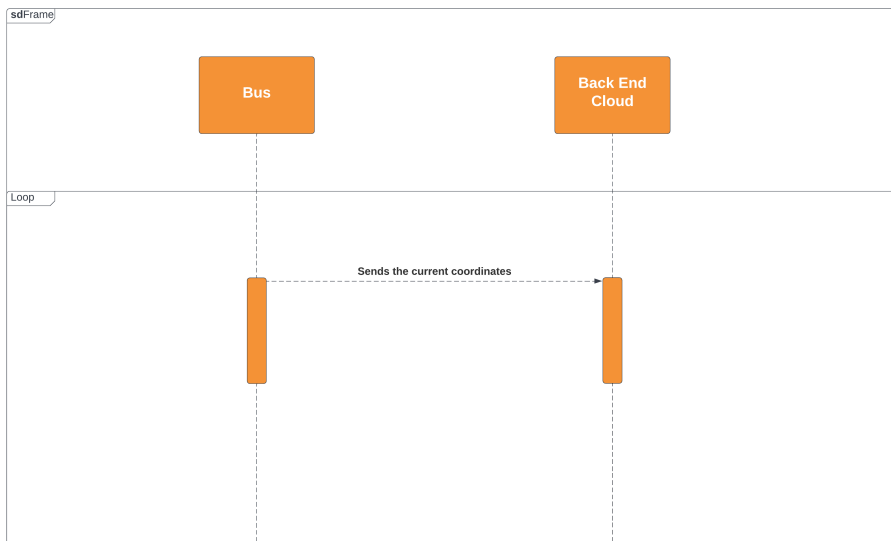 sdFrame
Bus
Back End
Cloud
Loop
Sends the current coordinates